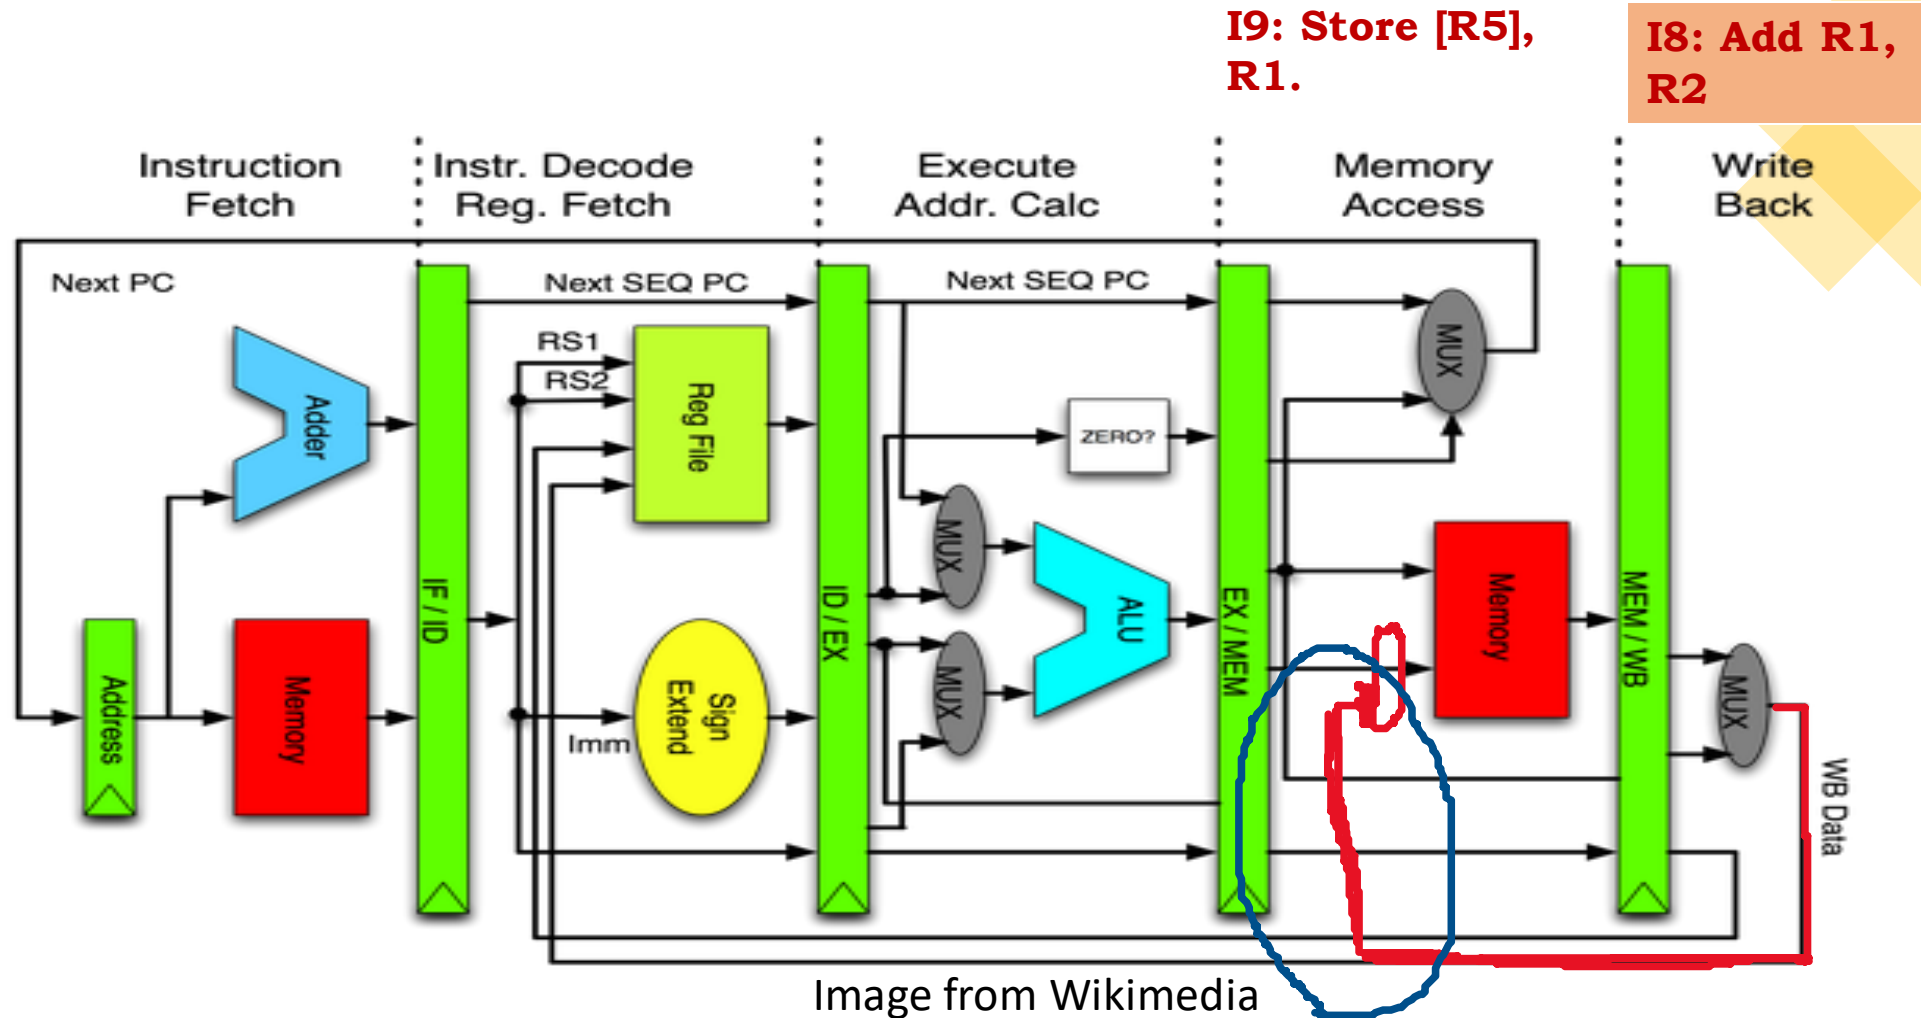 I9: Store [R5],
R1.
I8: Add R1,
R2
Instruction
Fetch
Instr. Decode
Reg. Fetch
Execute
Addr. Calc
Memory
Access
Write
Back
Next PC
Next SEQ PC
Next SEQ PC
RS1
RS2
Reg File
Adder
MUX
ZERO?
MUX
MUX
ALU
IF / ID
ID / EX
EX / MEM
MEM / WB
Memory
Address
Memory
Sign
Extend
Imm
MUX
WB Data
Image from Wikimedia